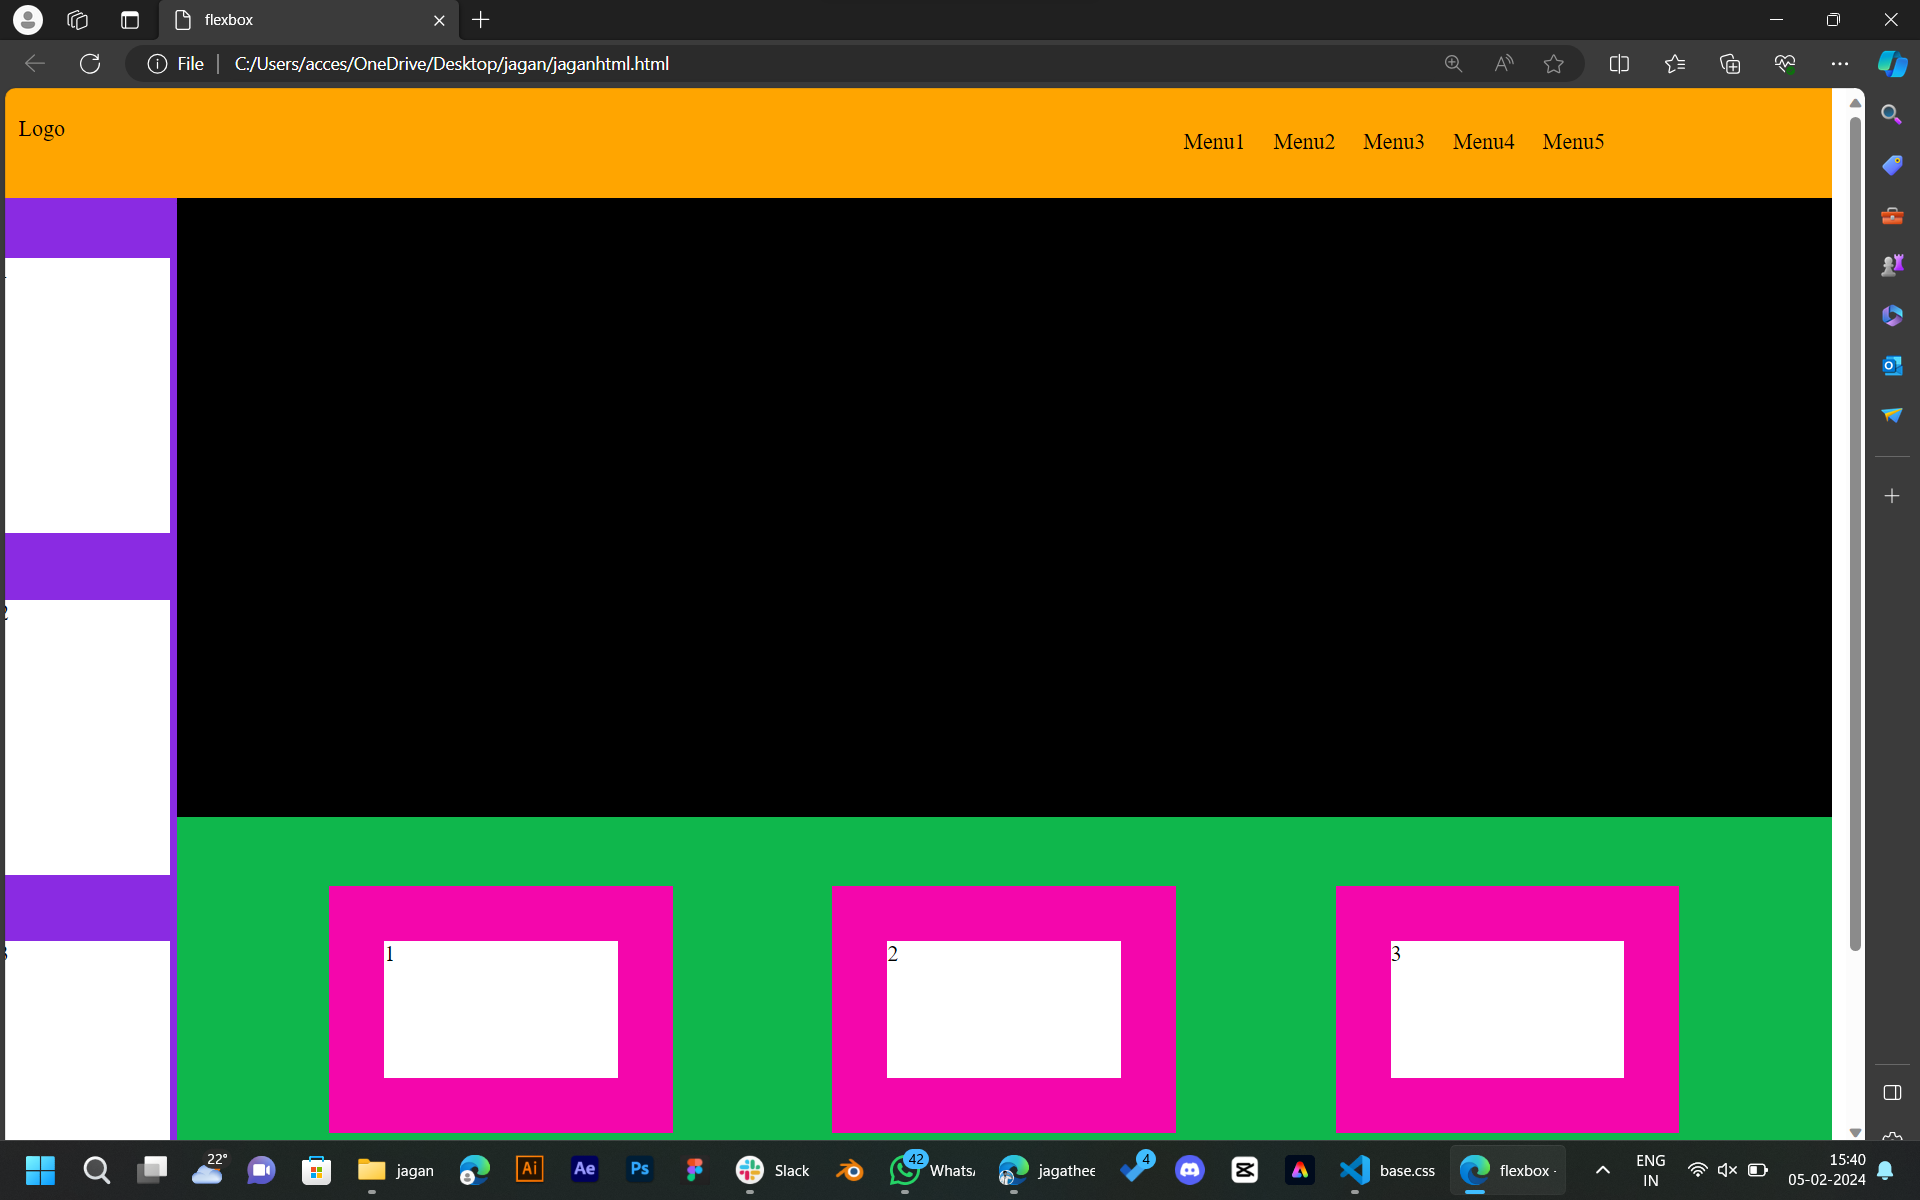 flexbox
File C:/Users/acces/OneDrive/Desktop/jagan/jaganhtml.html
Logo
Menu1 Menu2 Menu3 Menu4 Menu5
2
3
1 2 3
22° jagan Ai Ae Ps Slack 42 Whats jagathee 4 base.css flexbox - ENG IN 15:40
05-02-2024